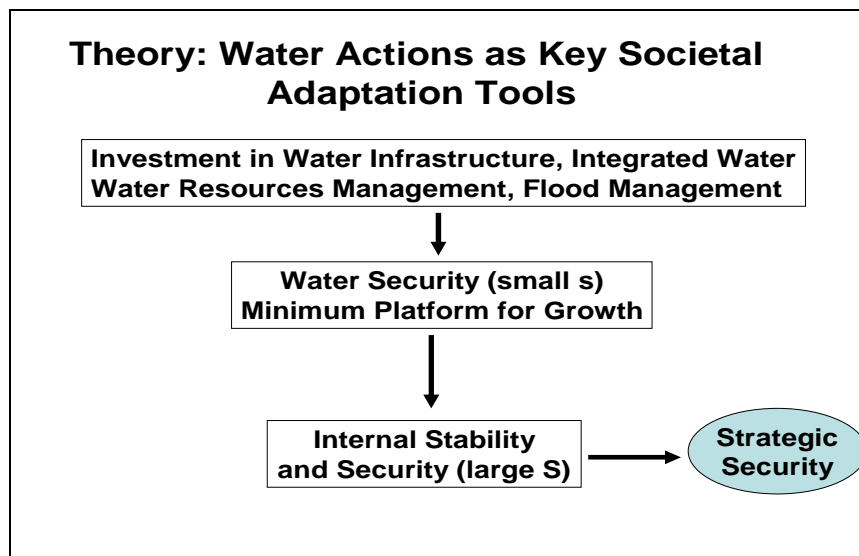 Theory: Water Actions as Key Societal
Adaptation Tools
Investment in Water Infrastructure, Integrated Water
Water Resources Management, Flood Management
Water Security (small s)
Minimum Platform for Growth
Internal Stability
and Security (large S)
Strategic
Security